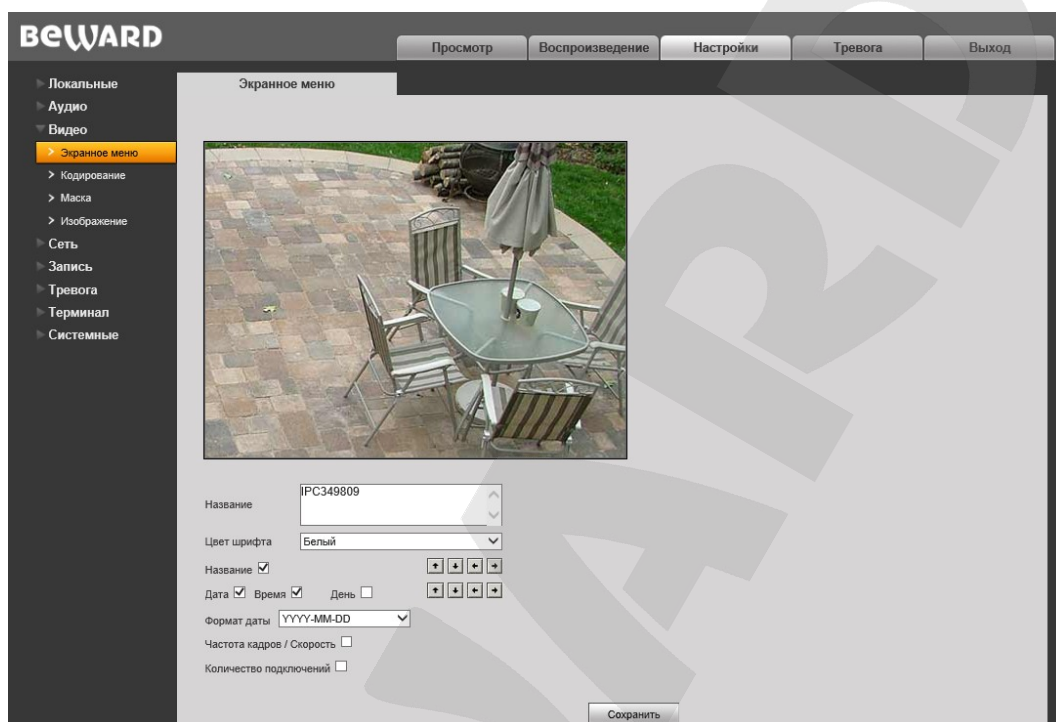 BEWARD
Просмотр Воспроизведение Настройки Тревога Выход
Локальные
Аудио
Видео
Экранное меню
Кодирование
Маска
Изображение
Сеть
Запись
Тревога
Терминал
Системные
Экранное меню
Название IPC349809
Цвет шрифта Белый
Название
Дата Время День
Формат даты YYYY-MM-DD
Частота кадров / Скорость
Количество подключений
Сохранить